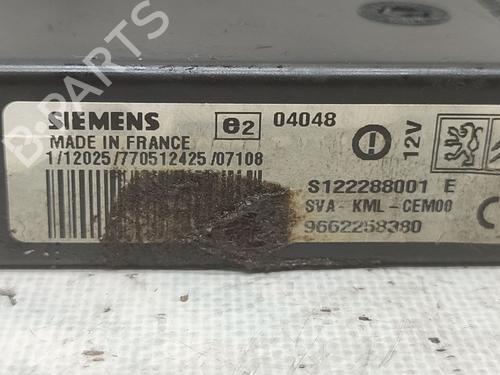 B-PARTS
SIEMENS
e2 04048
MADE IN FRANCE
12V
1/12025/770512425/07108
S122288001 E
SVA-KML-CEM00
9662258380